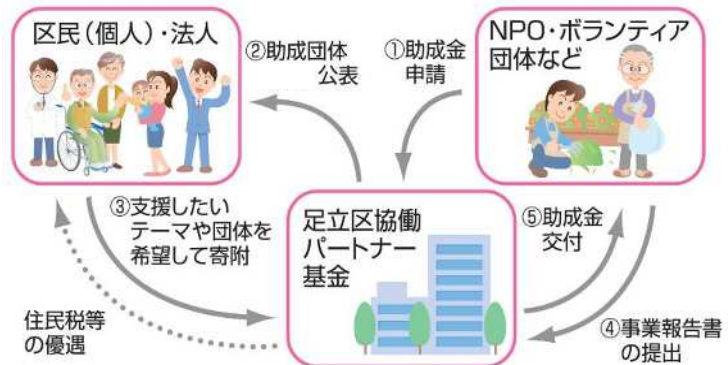 区民(個人)・法人
②助成団体
公表
①助成金
申請
NPO・ボランティア
団体など
③支援したい
テーマや団体を
希望して寄附
足立区協働
パートナー
基金
⑤助成金
交付
住民税等
の優遇
④事業報告書
の提出